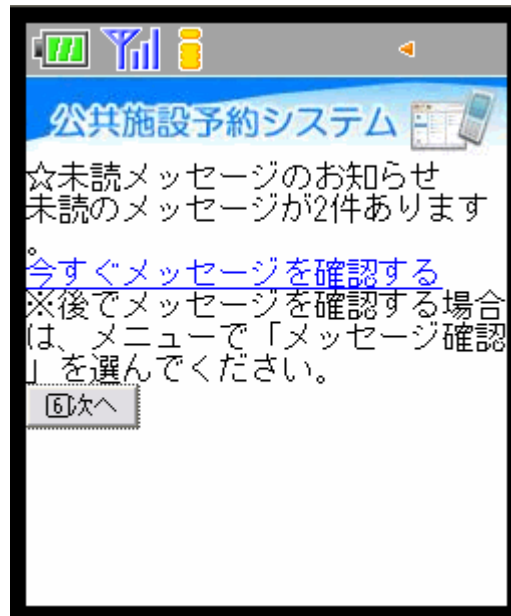 公共施設予約システム
☆未読メッセージのお知らせ
未読のメッセージが2件あります
。
今すぐメッセージを確認する
※後でメッセージを確認する場合
は、メニューで「メッセージ確認
」を選んでください。
6次へ